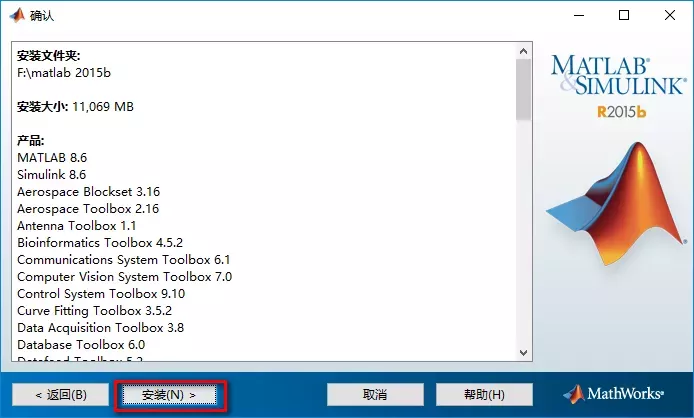 确认
安装文件夹:
F:\matlab 2015b
安装大小: 11,069 MB
产品:
MATLAB 8.6
Simulink 8.6
Aerospace Blockset 3.16
Aerospace Toolbox 2.16
Antenna Toolbox 1.1
Bioinformatics Toolbox 4.5.2
Communications System Toolbox 6.1
Computer Vision System Toolbox 7.0
Control System Toolbox 9.10
Curve Fitting Toolbox 3.5.2
Data Acquisition Toolbox 3.8
Database Toolbox 6.0
Datafeed Toolbox 5.2
MATLAB®
&SIMULINK®
R2015b
< 返回(B)
安装(N) >
取消
帮助(H)
MathWorks®